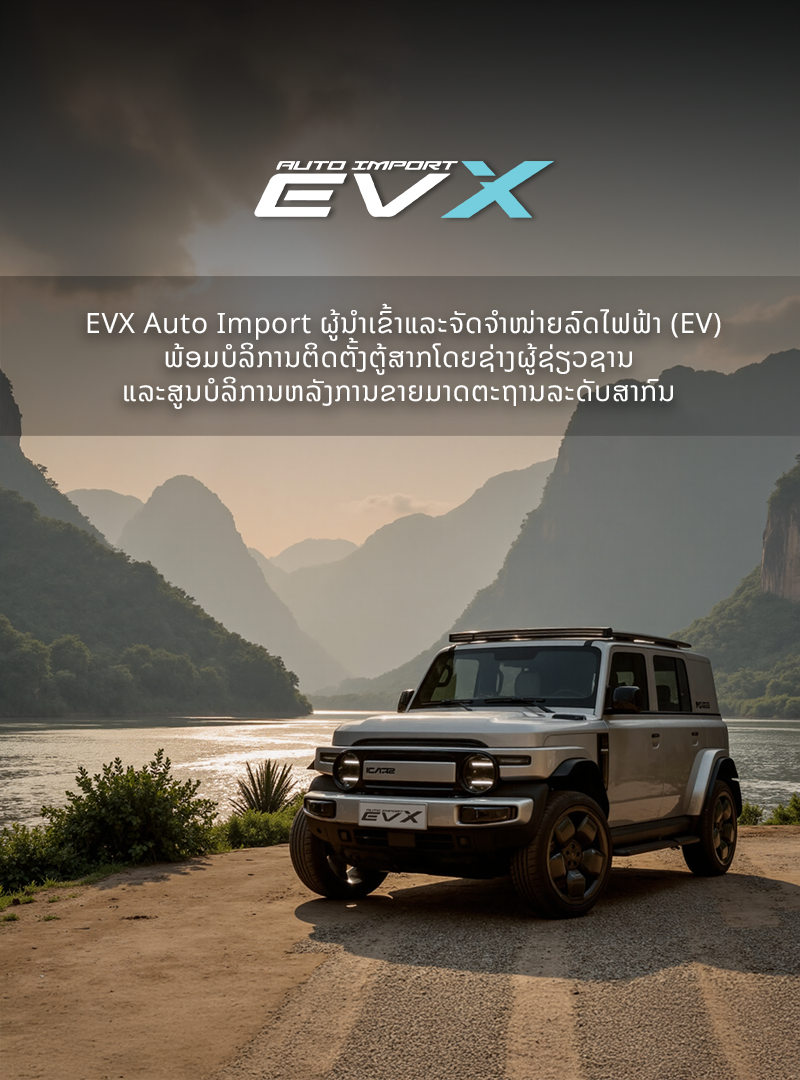 AUTO IMPORT
EVX
EVX Auto Import ຜູ້ນຳເຂົ້າແລະຈັດຈຳໜ່າຍລົດໄຟຟ້າ (EV)
ພ້ອມບໍລິການຕິດຕັ້ງຕູ້ສາກໂດຍຊ່າງຜູ້ຊ່ຽວຊານ
ແລະສູນບໍລິການຫລັງການຂາຍມາດຕະຖານລະດັບສາກົນ
AUTO IMPORT
EVX